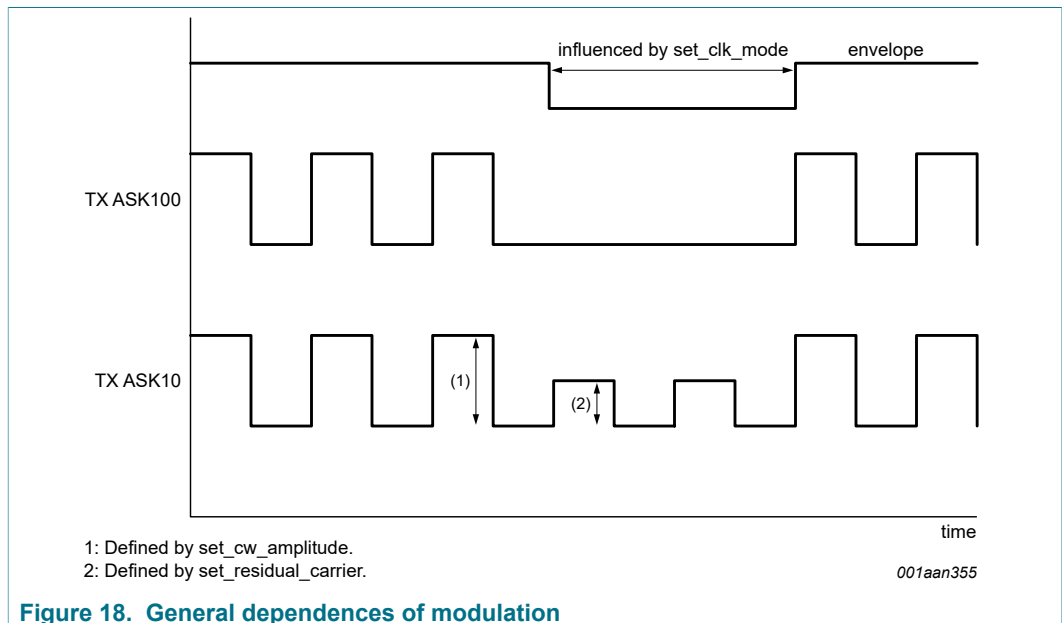 influenced by set_clk_mode
envelope
TX ASK100
TX ASK10
(1)
(2)
time
1: Defined by set_cw_amplitude.
2: Defined by set_residual_carrier.
001aan355
Figure 18. General dependences of modulation